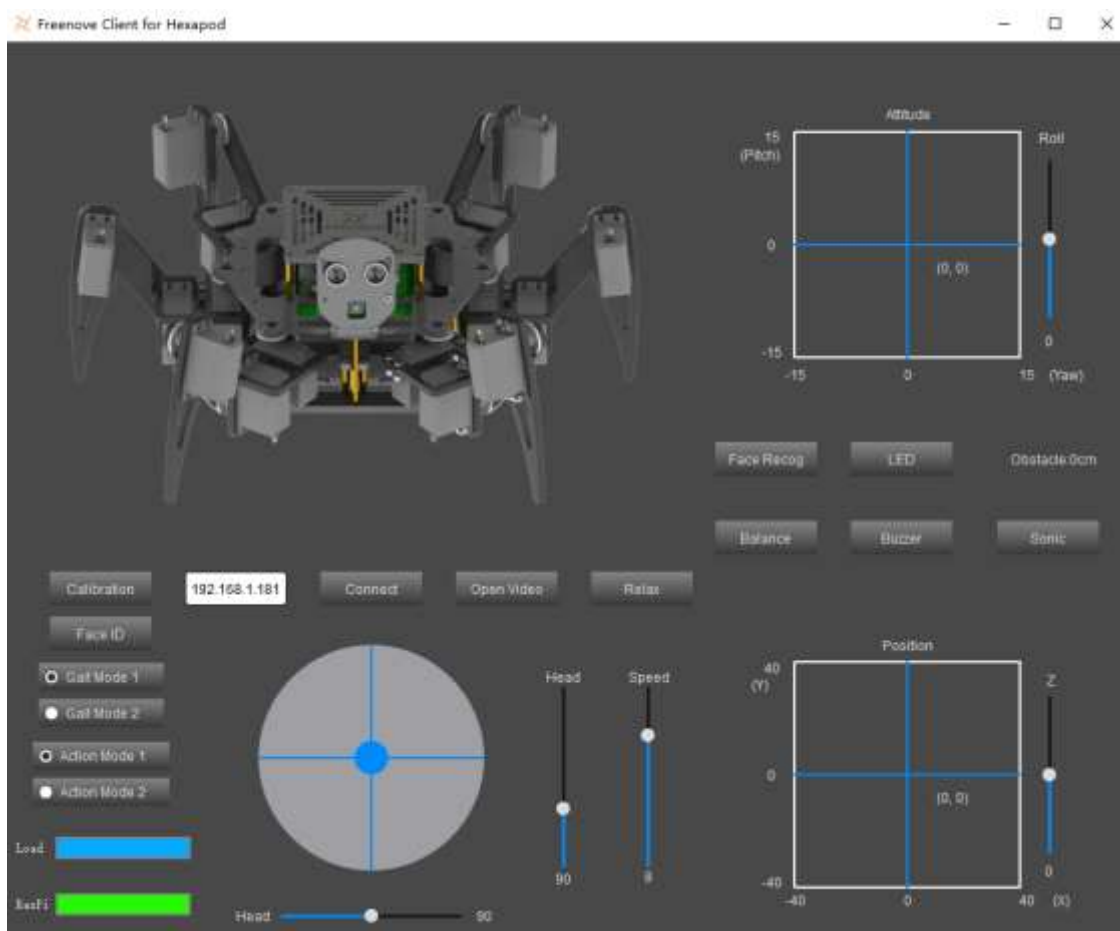 Freenove Client for Hexapod
Attitude
15
(Pitch)
Roll
0
(0, 0)
0
-15
-15
0
15
(Yaw)
Face Recog
LED
Obstacle:0cm
Balance
Buzzer
Sonic
Calibration
192.168.1.181
Connect
Open Video
Relax
Face ID
Gait Mode 1
Gait Mode 2
Action Mode 1
Action Mode 2
Head
Speed
90
8
Load
RasPi
Head
90
Position
40
(Y)
Z
0
(0, 0)
0
-40
-40
0
40
(X)